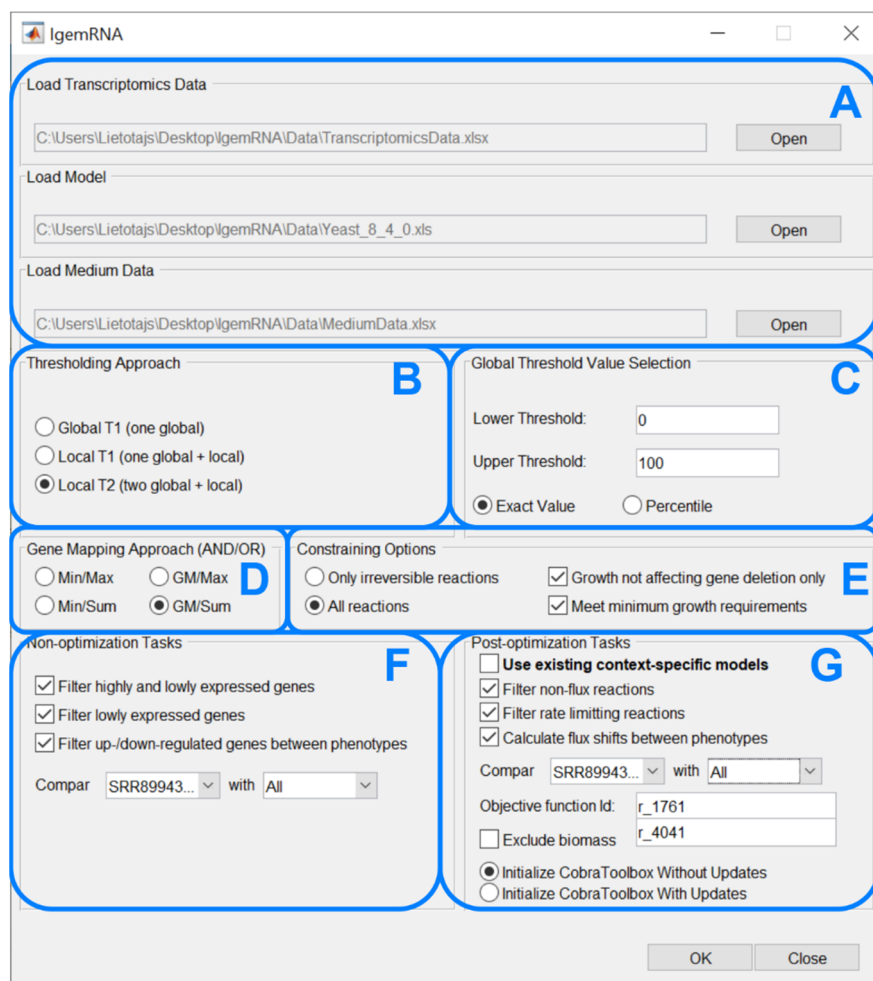 IgemRNA
Load Transcriptomics Data
A
C:\Users\Lietotajs\Desktop\IgemRNA\Data\TranscriptomicsData.xlsx
Open
Load Model
C:\Users\Lietotajs\Desktop\IgemRNA\Data\Yeast_8_4_0.xls
Open
Load Medium Data
C:\Users\Lietotajs\Desktop\IgemRNA\Data\MediumData.xlsx
Open
Thresholding Approach
B
Global T1 (one global)
Local T1 (one global + local)
Local T2 (two global + local)
Global Threshold Value Selection
C
Lower Threshold: 0
Upper Threshold: 100
Exact Value Percentile
Gene Mapping Approach (AND/OR)
Min/Max GM/Max
D
Min/Sum GM/Sum
Constraining Options
Only irreversible reactions Growth not affecting gene deletion only
E
All reactions Meet minimum growth requirements
Non-optimization Tasks
F
Filter highly and lowly expressed genes
Filter lowly expressed genes
Filter up-/down-regulated genes between phenotypes
Compar SRR89943... with All
Post-optimization Tasks
Use existing context-specific models
G
Filter non-flux reactions
Filter rate limitting reactions
Calculate flux shifts between phenotypes
Compar SRR89943... with All
Objective function Id: r_1761
Exclude biomass r_4041
Initialize CobraToolbox Without Updates
Initialize CobraToolbox With Updates
OK Close